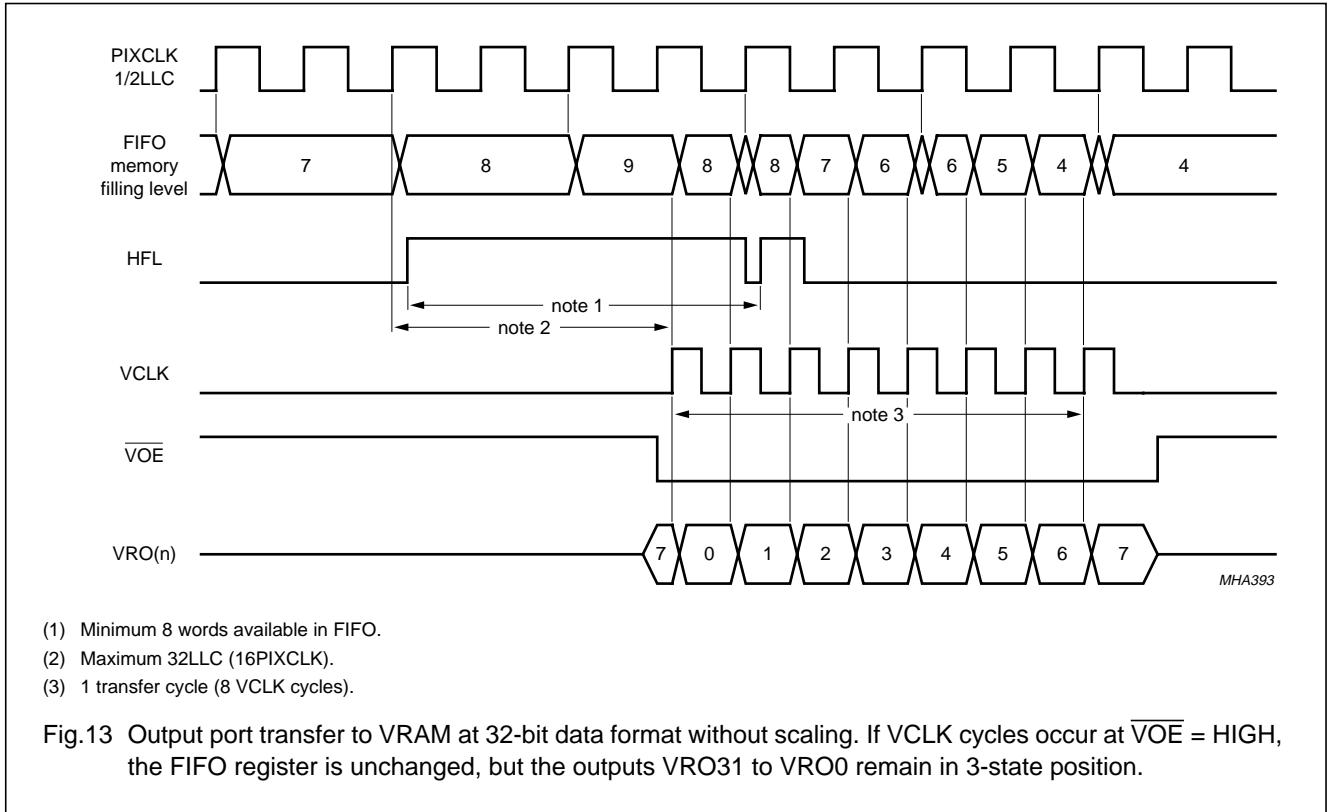 PIXCLK
1/2LLC
FIFO
memory
filling level
7 8 9 8 8 7 6 6 5 4 4
HFL
note 1
note 2
VCLK
note 3
VOE
VRO(n)
7 0 1 2 3 4 5 6 7
MHA393
(1) Minimum 8 words available in FIFO.
(2) Maximum 32LLC (16PIXCLK).
(3) 1 transfer cycle (8 VCLK cycles).
Fig.13 Output port transfer to VRAM at 32-bit data format without scaling. If VCLK cycles occur at V̅O̅E̅ = HIGH,
the FIFO register is unchanged, but the outputs VRO31 to VRO0 remain in 3-state position.